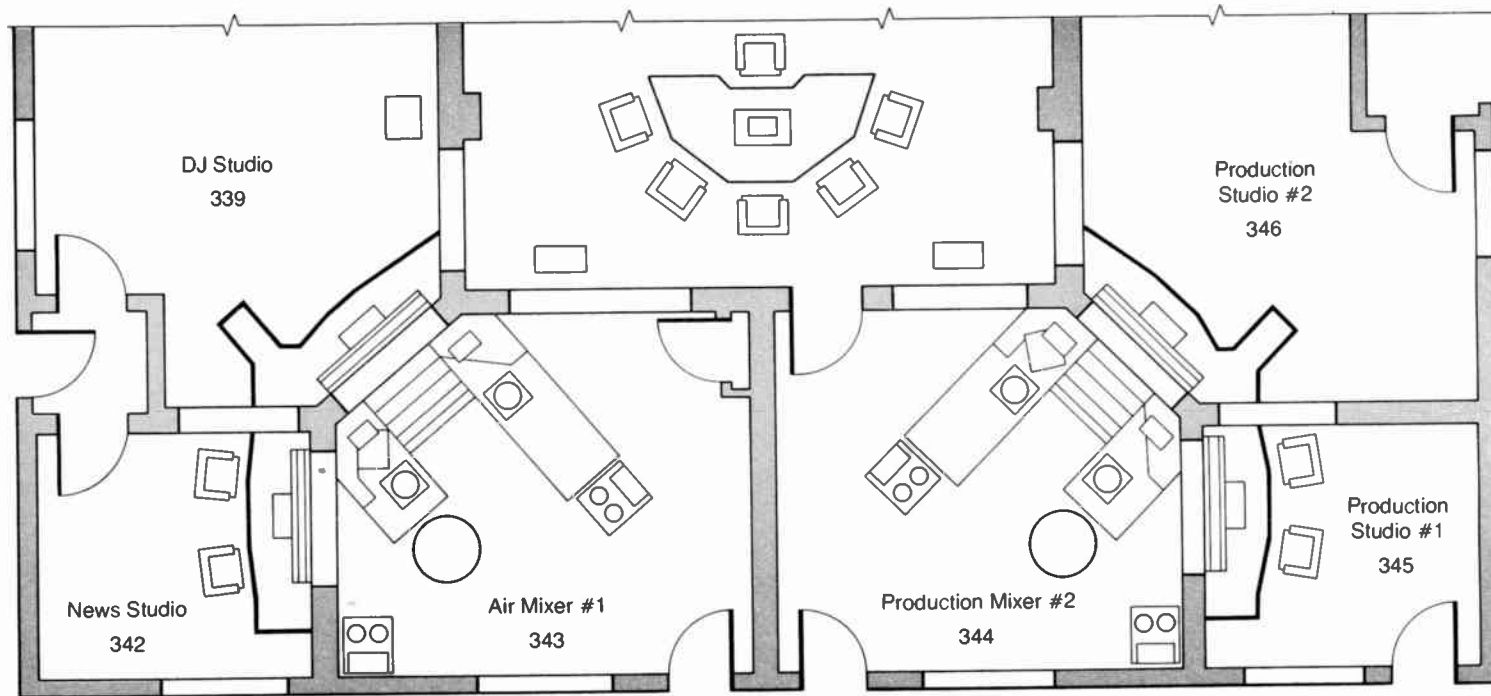 DJ Studio
339
Production
Studio #2
346
Production
Studio #1
345
News Studio
342
Air Mixer #1
343
Production Mixer #2
344